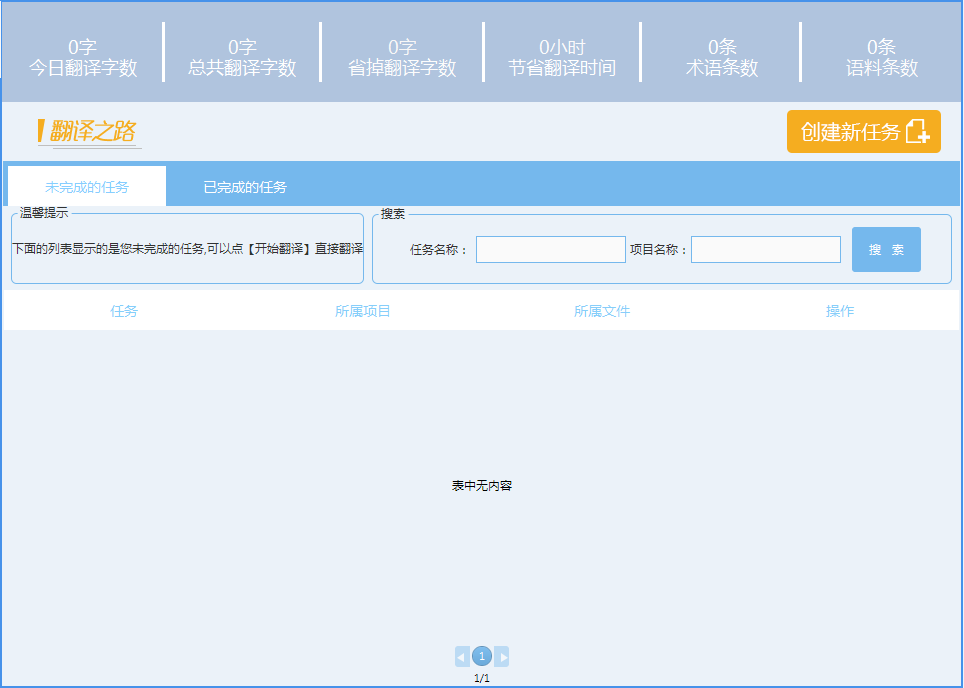 0字 0字 0字 0小时 0条 0条
今日翻译字数 总共翻译字数 省掉翻译字数 节省翻译时间 术语条数 语料条数
翻译之路 创建新任务
未完成的任务 已完成的任务
温馨提示 搜索
下面的列表显示的是您未完成的任务,可以点【开始翻译】直接翻译 任务名称： 项目名称： 搜 索
任务 所属项目 所属文件 操作
表中无内容
1
1/1